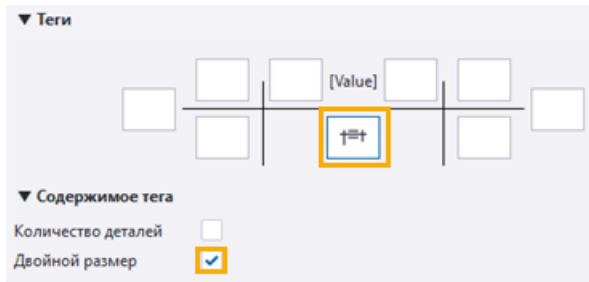 Теги
[Value]
Содержимое тега
Количество деталей
Двойной размер